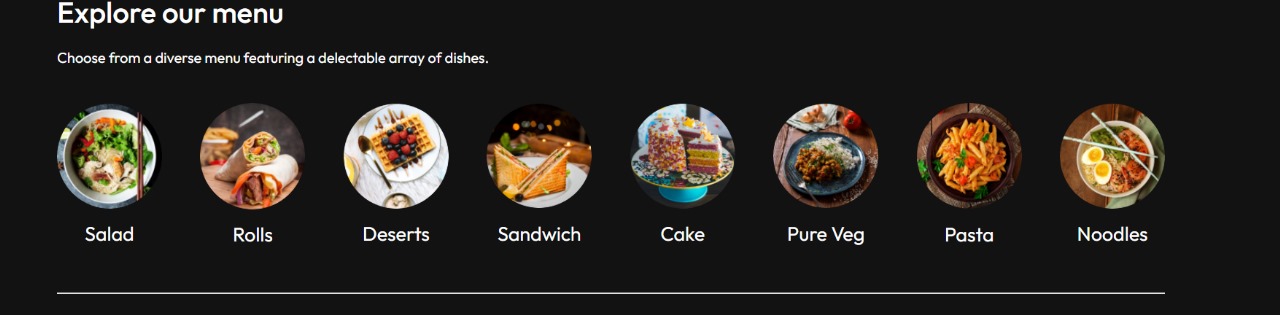 Explore our menu
Choose from a diverse menu featuring a delectable array of dishes.
Salad Rolls Deserts Sandwich Cake Pure Veg Pasta Noodles